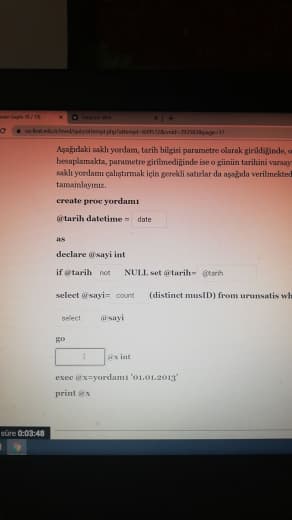 Aşağıdaki saklı yordam, tarih bilgisi parametre olarak girildiğinde, o
hesaplamakta, parametre girilmediğinde ise o günün tarihini varsay
saklı yordamı çalıştırmak için gerekli satırlar da aşağıda verilmekted
tamamlayınız.
create proc yordam1
@tarih datetime = date
as
declare @sayi int
if @tarih not NULL set @tarih= @tarih
select @sayi= count (distinct musID) from urunsatis wh
select @sayi
go
@x int
exec @x=yordam1 '01.01.2013'
print @x
süre 0:03:48